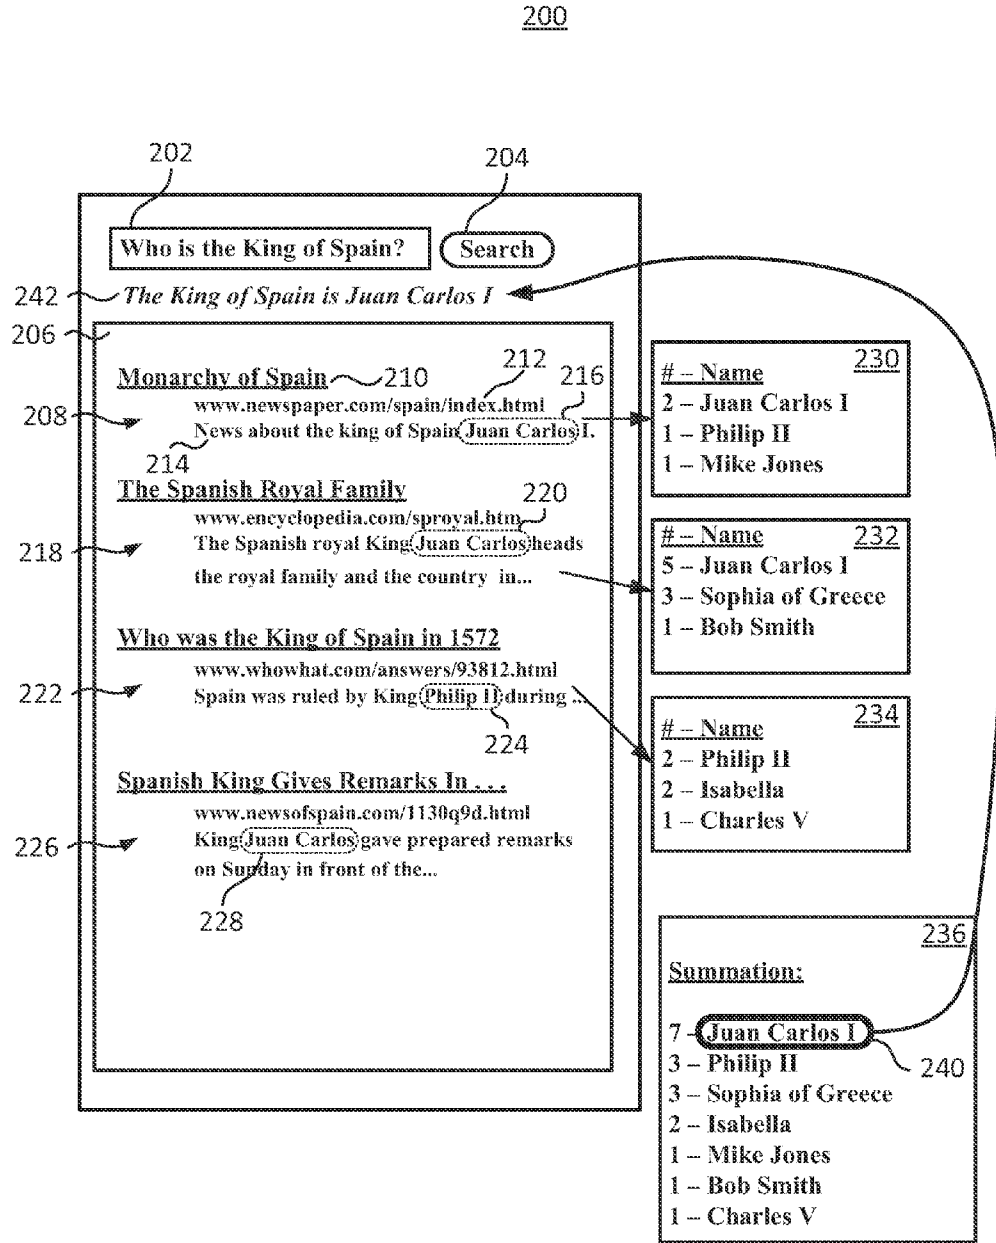 200
202
204
Who is the King of Spain?
Search
242
The King of Spain is Juan Carlos I
206
Monarchy of Spain
210
212
216
www.newspaper.com/spain/index.html
208
News about the king of Spain Juan Carlos I.
214
The Spanish Royal Family
220
www.encyclopedia.com/sproyal.htm
218
The Spanish royal King Juan Carlos heads
the royal family and the country in...
Who was the King of Spain in 1572
www.whowhat.com/answers/93812.html
222
Spain was ruled by King Philip II during ...
224
Spanish King Gives Remarks In . . .
www.newsofspain.com/1130q9d.html
226
King Juan Carlos gave prepared remarks
on Sunday in front of the...
228
230
# – Name
2 – Juan Carlos I
1 – Philip II
1 – Mike Jones
232
# – Name
5 – Juan Carlos I
3 – Sophia of Greece
1 – Bob Smith
234
# – Name
2 – Philip II
2 – Isabella
1 – Charles V
236
Summation:
7 – Juan Carlos I
240
3 – Philip II
3 – Sophia of Greece
2 – Isabella
1 – Mike Jones
1 – Bob Smith
1 – Charles V